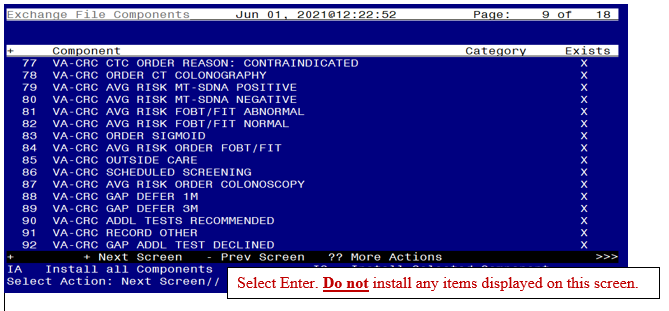 Exchange File Components Jun 01, 2021@12:22:52 Page: 9 of 18
+ Component Category Exists
77 VA-CRC CTC ORDER REASON: CONTRAINDICATED X
78 VA-CRC ORDER CT COLONOGRAPHY X
79 VA-CRC AVG RISK MT-SDNA POSITIVE X
80 VA-CRC AVG RISK MT-SDNA NEGATIVE X
81 VA-CRC AVG RISK FOBT/FIT ABNORMAL X
82 VA-CRC AVG RISK FOBT/FIT NORMAL X
83 VA-CRC ORDER SIGMOID X
84 VA-CRC AVG RISK ORDER FOBT/FIT X
85 VA-CRC OUTSIDE CARE X
86 VA-CRC SCHEDULED SCREENING X
87 VA-CRC AVG RISK ORDER COLONOSCOPY X
88 VA-CRC GAP DEFER 1M X
89 VA-CRC GAP DEFER 3M X
90 VA-CRC ADDL TESTS RECOMMENDED X
91 VA-CRC RECORD OTHER X
92 VA-CRC GAP ADDL TEST DECLINED X
+ + Next Screen - Prev Screen ?? More Actions >>>
IA Install all Components
Select Action: Next Screen//
Select Enter. Do not install any items displayed on this screen.